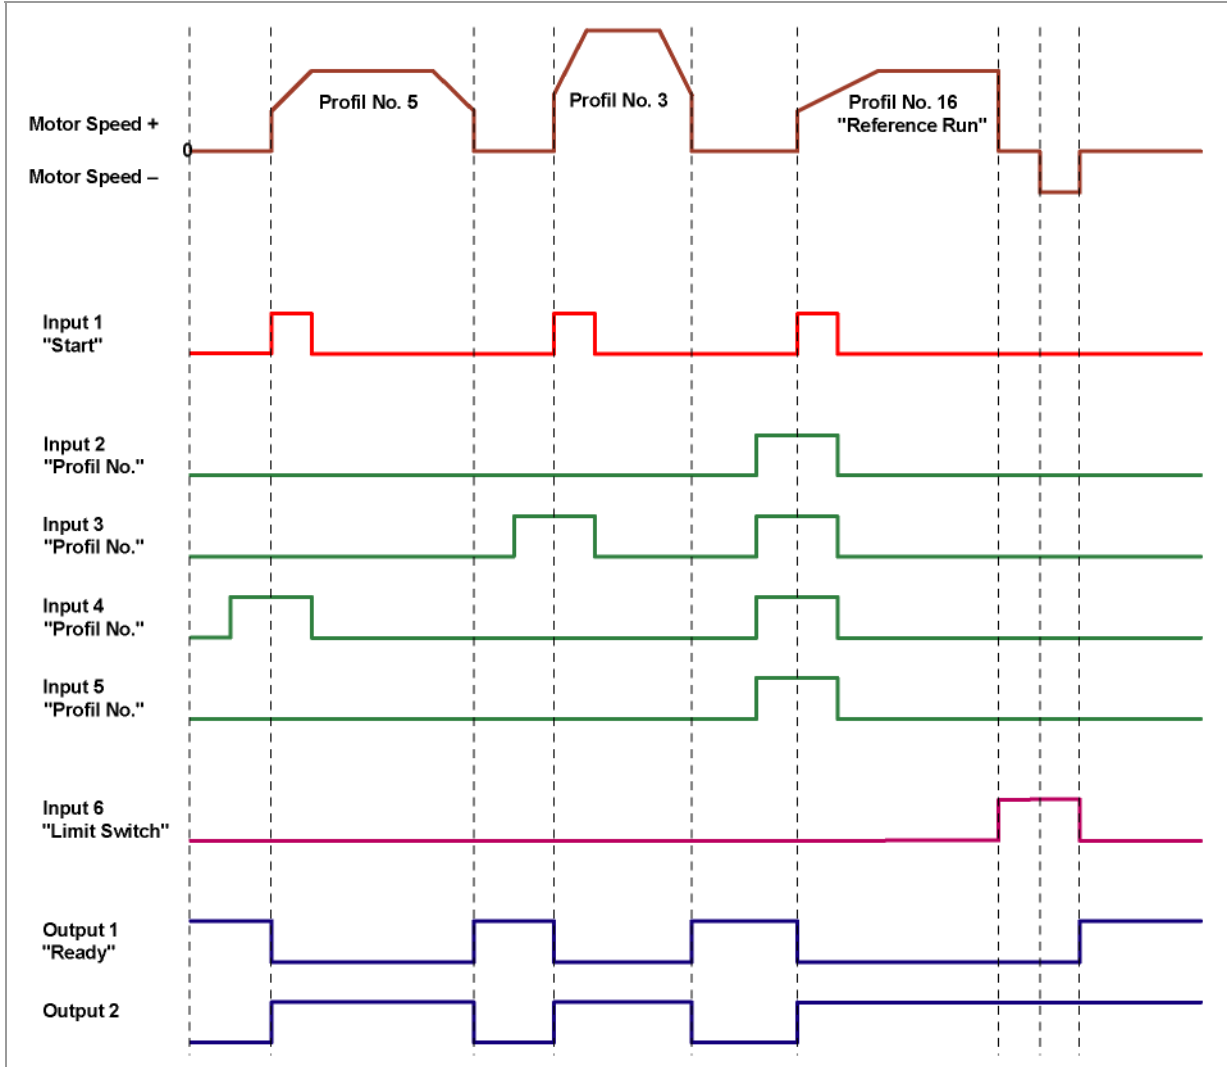 Profil No. 5
Profil No. 3
Profil No. 16
"Reference Run"
Motor Speed +
0
Motor Speed –
Input 1
"Start"
Input 2
"Profil No."
Input 3
"Profil No."
Input 4
"Profil No."
Input 5
"Profil No."
Input 6
"Limit Switch"
Output 1
"Ready"
Output 2